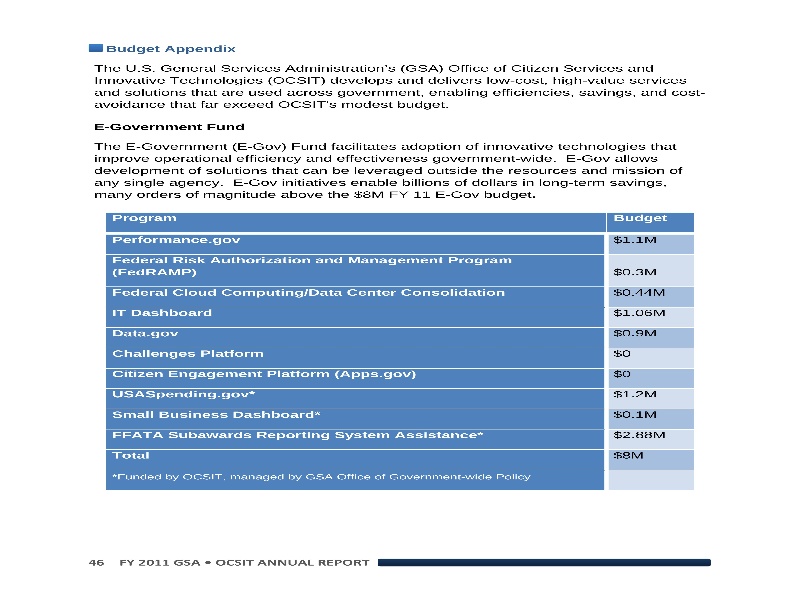 Budget Appendix
The U.S. General Services Administration's (GSA) Office of Citizen Services and
Innovative Technologies (OCSIT) develops and delivers low-cost, high-value services
and solutions that are used across government, enabling efficiencies, savings, and cost-
avoidance that far exceed OCSIT's modest budget.
E-Government Fund
The E-Government (E-Gov) Fund facilitates adoption of innovative technologies that
improve operational efficiency and effectiveness government-wide.  E-Gov allows
development of solutions that can be leveraged outside the resources and mission of
any single agency.  E-Gov initiatives enable billions of dollars in long-term savings,
many orders of magnitude above the $8M FY 11 E-Gov budget.
Program Budget
Performance.gov $1.1M
Federal Risk Authorization and Management Program
(FedRAMP) $0.3M
Federal Cloud Computing/Data Center Consolidation $0.44M
IT Dashboard $1.06M
Data.gov $0.9M
Challenges Platform $0
Citizen Engagement Platform (Apps.gov) $0
USASpending.gov* $1.2M
Small Business Dashboard* $0.1M
FFATA Subawards Reporting System Assistance* $2.88M
Total $8M
*Funded by OCSIT, managed by GSA Office of Government-wide Policy
46 FY 2011 GSA • OCSIT ANNUAL REPORT